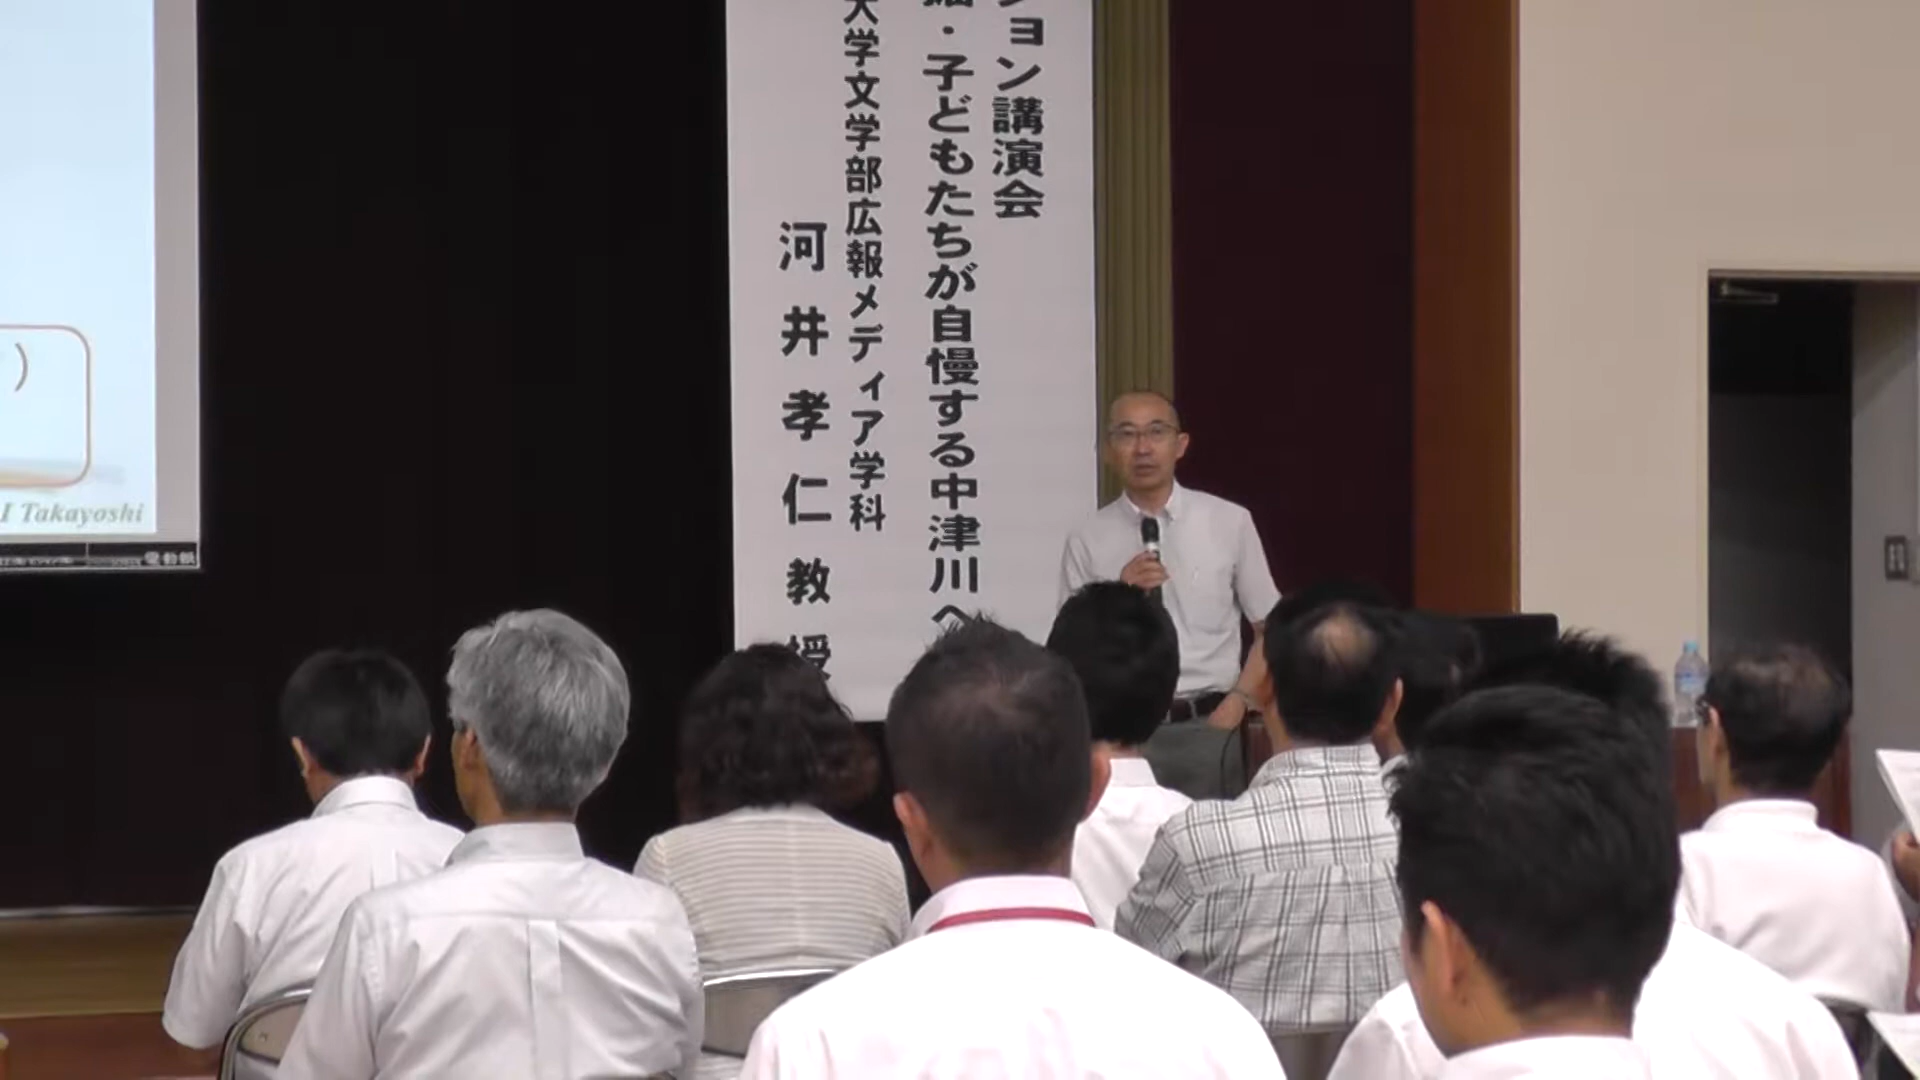 ョン講演会
・子どもたちが自慢する中津川へ
大学文学部広報メディア学科
河井孝仁教授
)
I Takayoshi